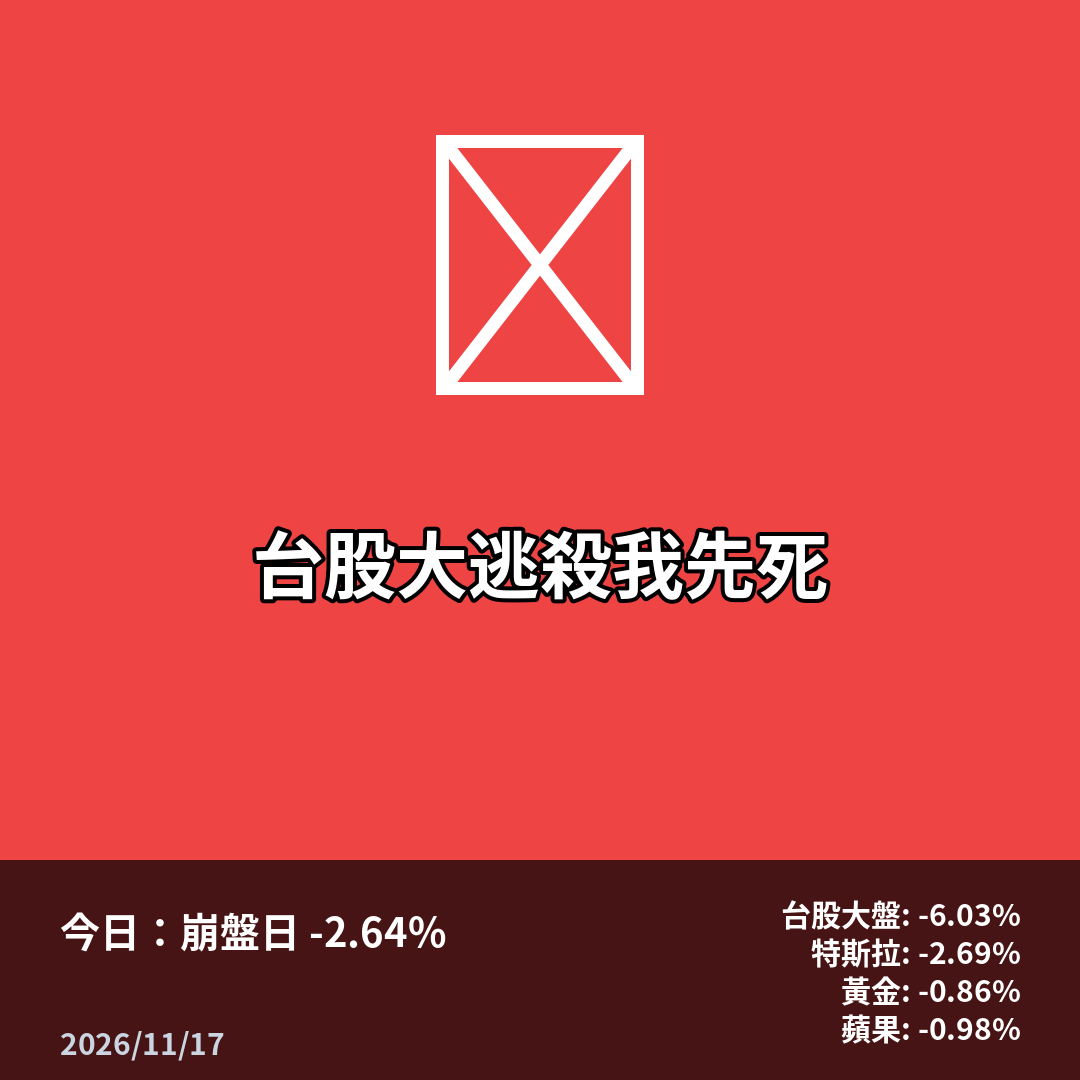 台股大逃殺我先死
今日：崩盤日 -2.64%
台股大盤: -6.03%
特斯拉: -2.69%
黃金: -0.86%
蘋果: -0.98%
2026/11/17